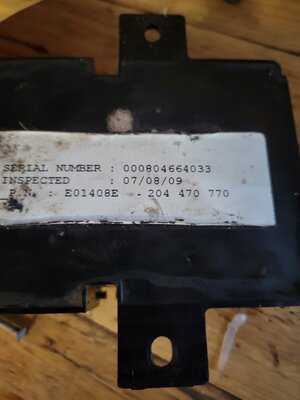 SERIAL NUMBER : 000804664033
INSPECTED : 07/08/09
P.N. : E01408E - 204 470 770